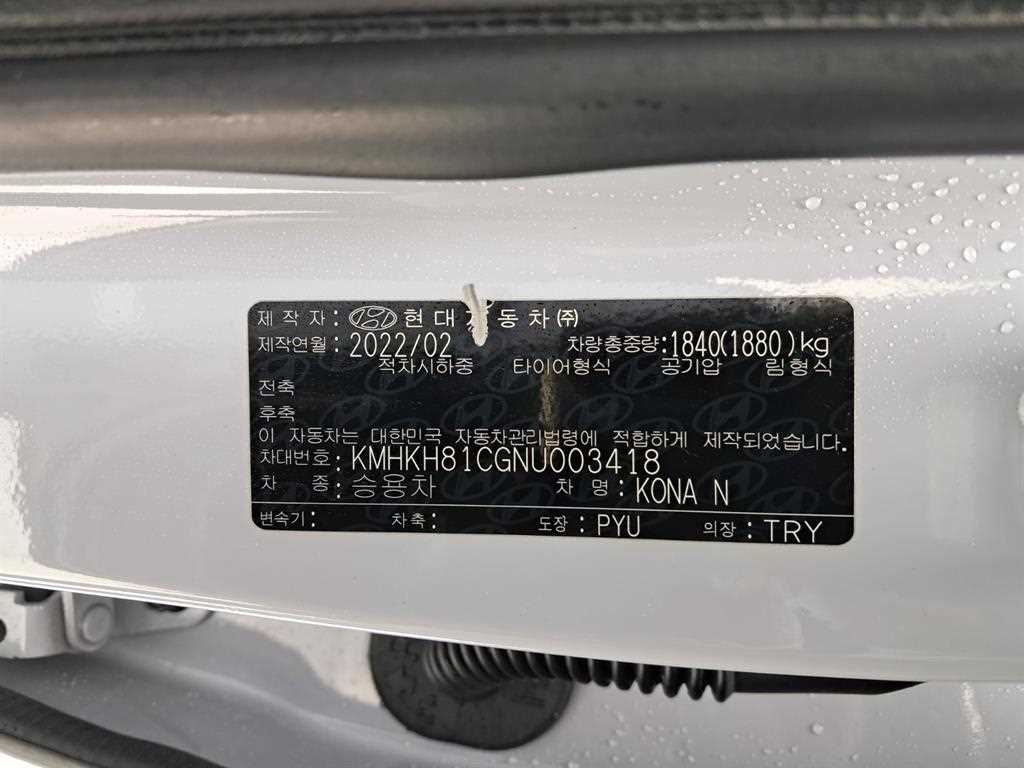 제작자: 현대자동차㈜
제작연월: 2022/02 차량총중량: 1840(1880)kg
적차시하중 타이어형식 공기압 림형식
전축
후축
이 자동차는 대한민국 자동차관리법령에 적합하게 제작되었습니다.
차대번호: KMHKH81CGNU003418
차 종: 승용차 차 명: KONA N
변속기: 차축: 도장: PYU 의장: TRY